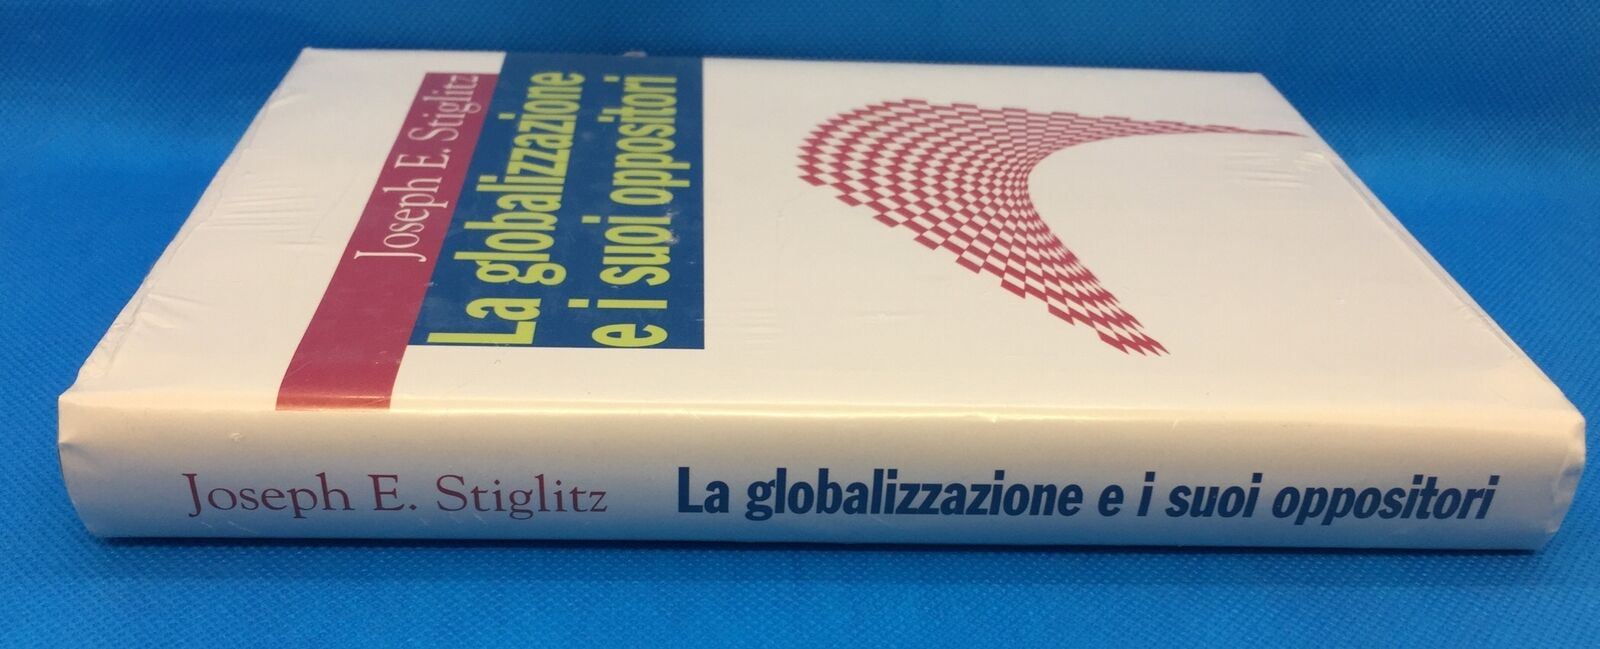 Joseph E. Stiglitz
La globalizzazione
e i suoi oppositori
Joseph E. Stiglitz La globalizzazione e i suoi oppositori